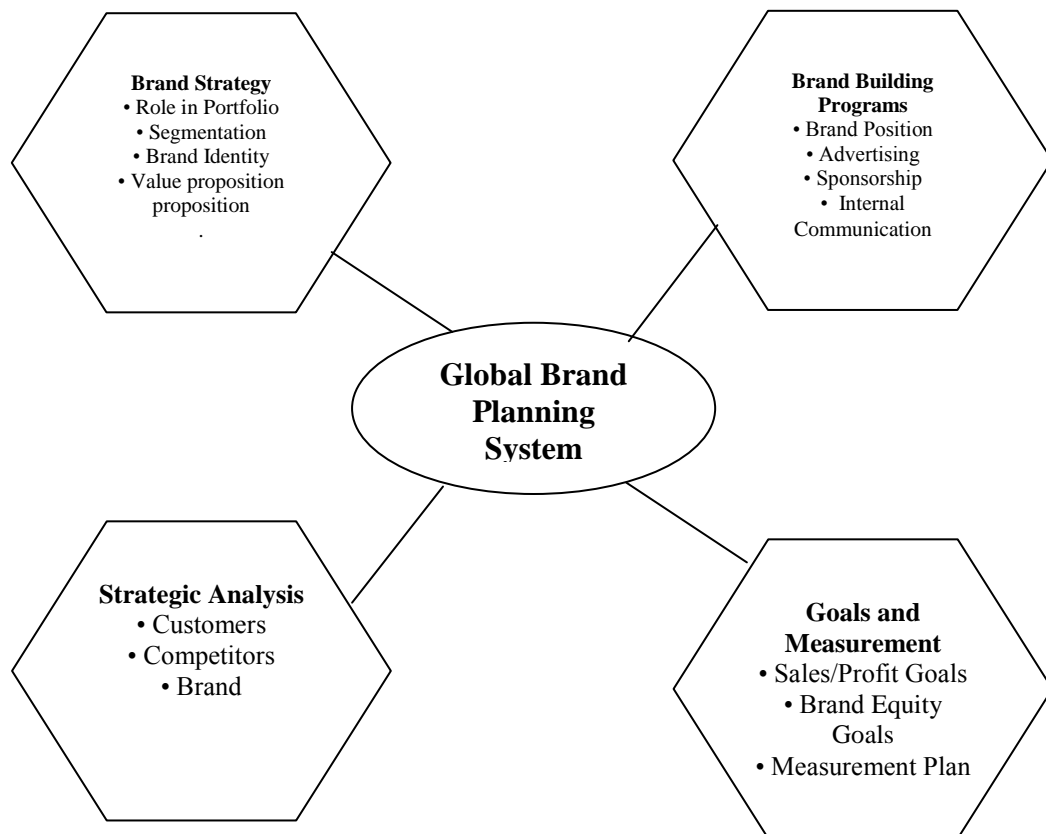 Brand Strategy
• Role in Portfolio
• Segmentation
• Brand Identity
• Value proposition
proposition
.
Brand Building
Programs
• Brand Position
• Advertising
• Sponsorship
• Internal
Communication
Global Brand
Planning
System
Strategic Analysis
• Customers
• Competitors
• Brand
Goals and
Measurement
• Sales/Profit Goals
• Brand Equity
Goals
• Measurement Plan